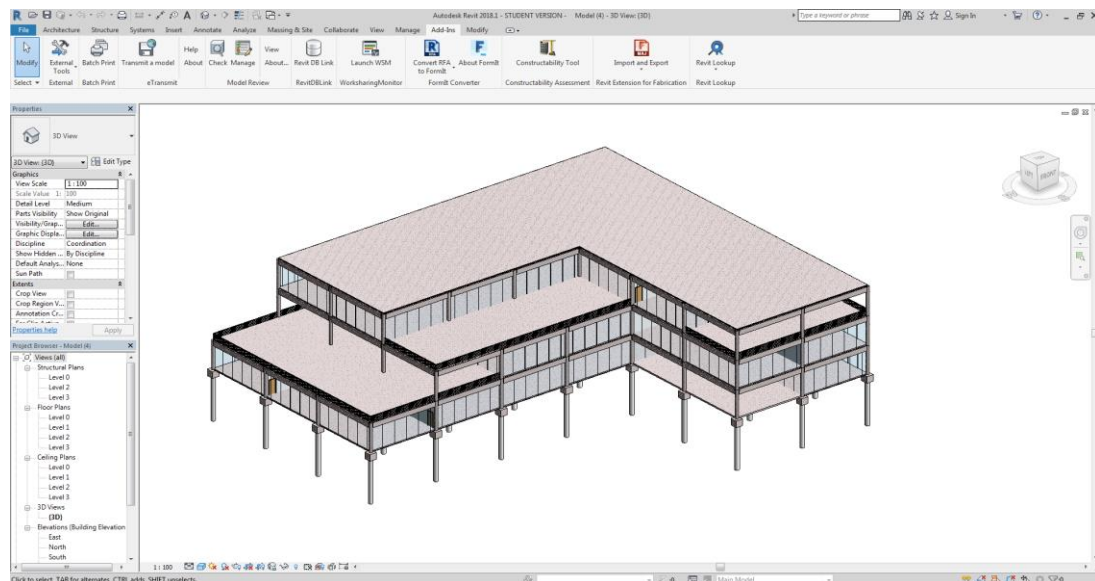 Autodesk Revit 2018.1 - STUDENT VERSION - Model (4) - 3D View: {3D}
Type a keyword or phrase
Sign In
File Architecture Structure Systems Insert Annotate Analyze Massing & Site Collaborate View Manage Add-Ins Modify
Modify External Tools Batch Print Transmit a model Help About Check Manage View About... Revit DB Link Launch WSM Convert RFA to FormIt About FormIt Constructability Tool Import and Export Revit Lookup
Select External Batch Print eTransmit Model Review RevitDBLink WorksharingMonitor FormIt Converter Constructability Assessment Revit Extension for Fabrication Revit Lookup
Properties
3D View
3D View: {3D} Edit Type
Graphics
View Scale 1 : 100
Scale Value 1: 100
Detail Level Medium
Parts Visibility Show Original
Visibility/Grap... Edit...
Graphic Displa... Edit...
Discipline Coordination
Show Hidden ... By Discipline
Default Analys... None
Sun Path
Extents
Crop View
Crop Region V...
Annotation Cr...
Properties help Apply
Project Browser - Model (4)
Views (all)
Structural Plans
Level 0
Level 2
Level 3
Floor Plans
Level 0
Level 1
Level 2
Level 3
Ceiling Plans
Level 0
Level 1
Level 2
Level 3
3D Views
{3D}
Elevations (Building Elevation
East
North
South
LEFT FRONT
1 : 100
Click to select, TAB for alternates, CTRL adds, SHIFT unselects.
Main Model